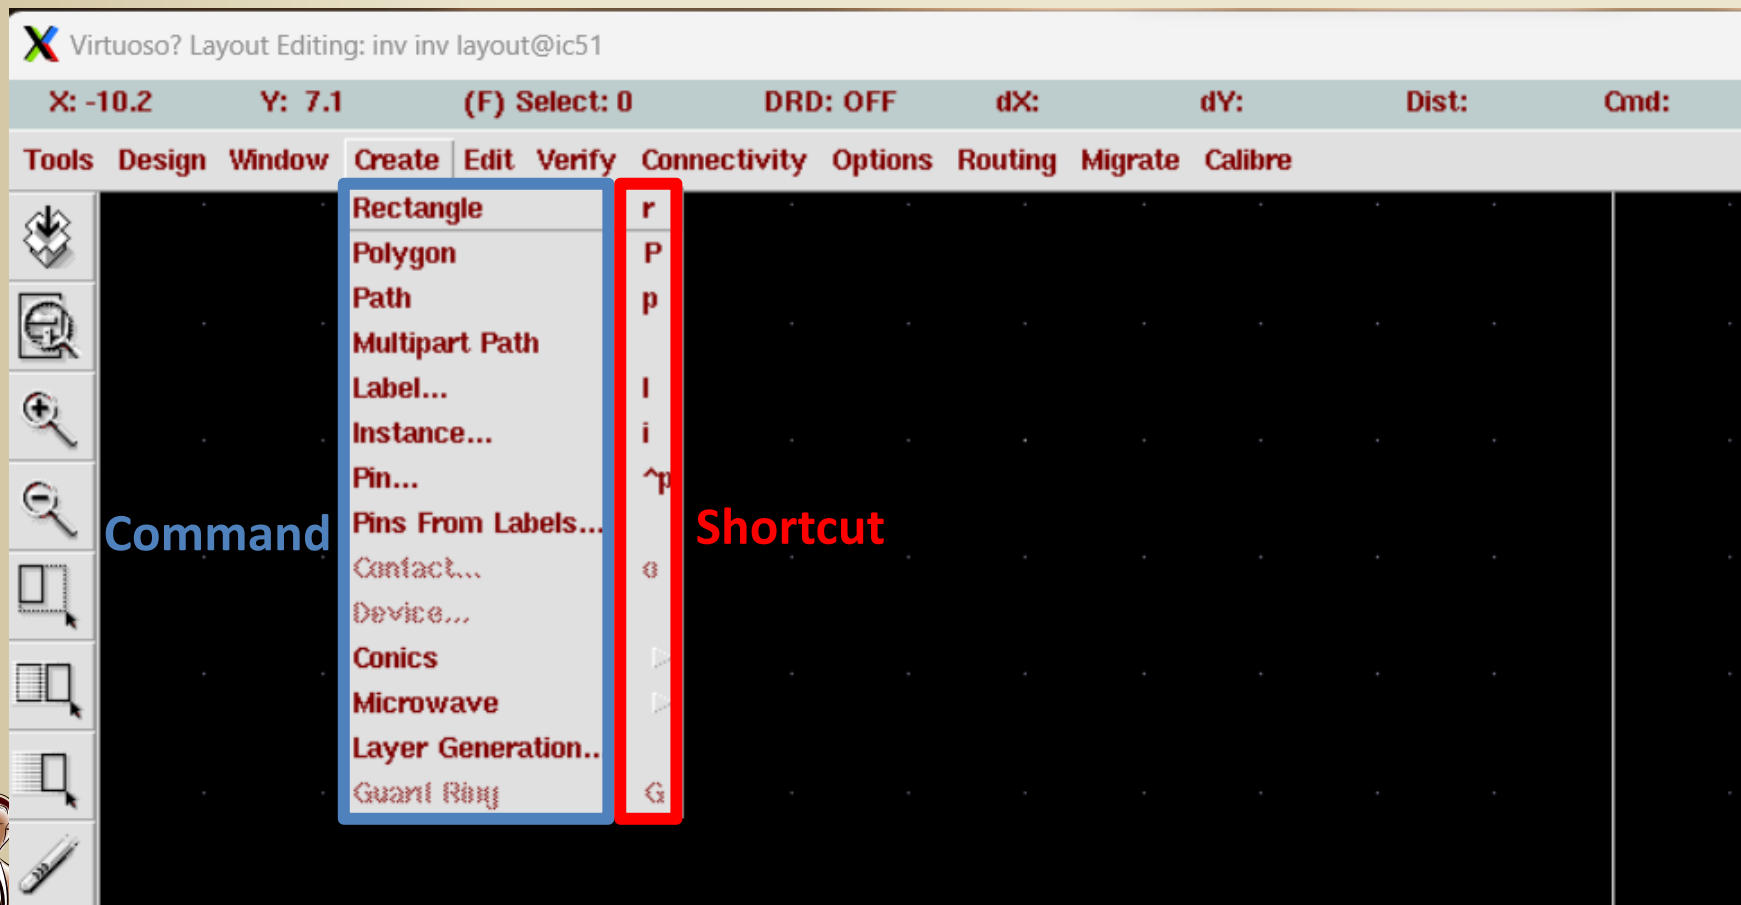 Virtuoso? Layout Editing: inv inv layout@ic51
X: -10.2 Y: 7.1 (F) Select: 0 DRD: OFF dX: dY: Dist: Cmd:
Tools Design Window Create Edit Verify Connectivity Options Routing Migrate Calibre
Rectangle r
Polygon P
Path p
Multipart Path
Label... l
Instance... i
Pin... ^p
Pins From Labels...
Command
Shortcut
Contact... o
Device...
Conics
Microwave
Layer Generation..
Guard Ring G